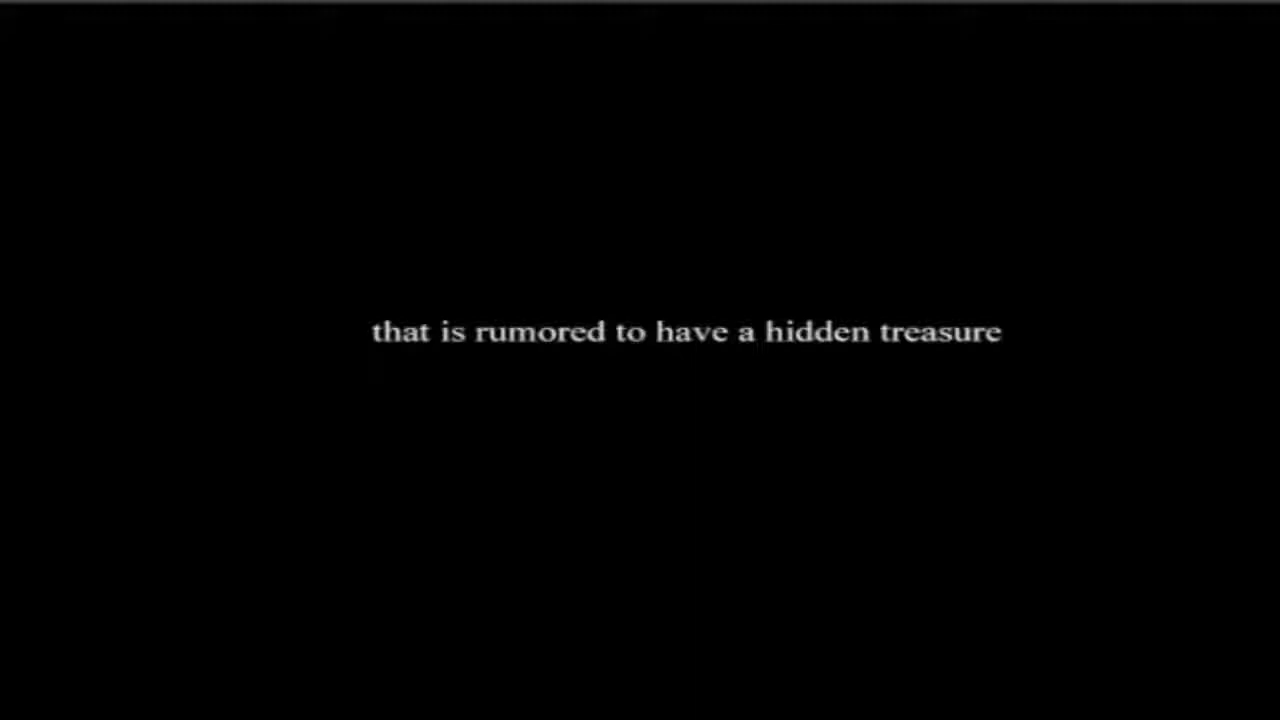 that is rumored to have a hidden treasure